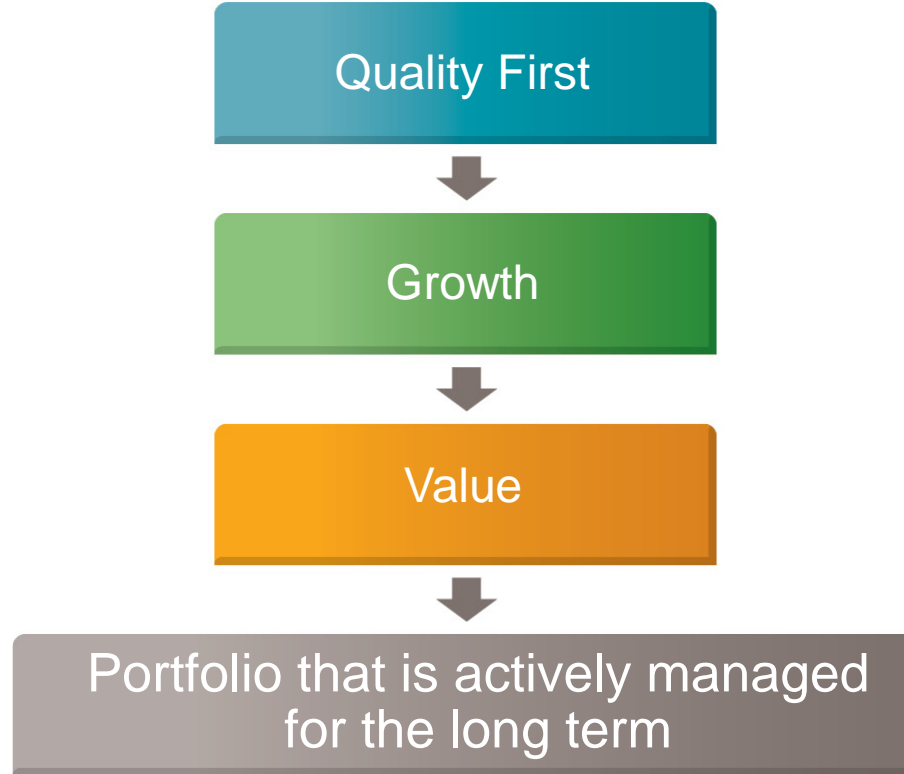 Quality First
Growth
Value
Portfolio that is actively managed
for the long term